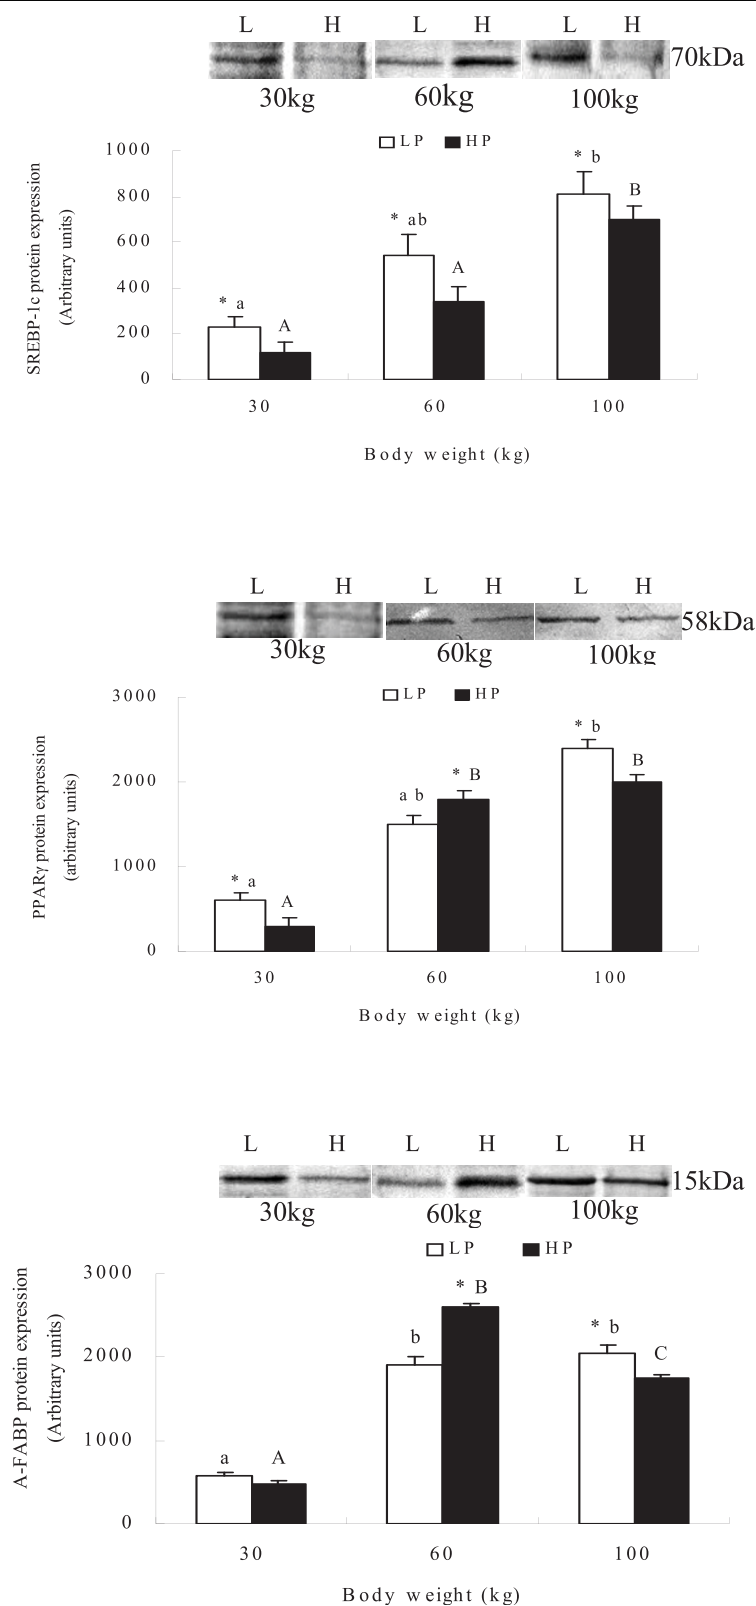 L H L H L H
70kDa
30kg 60kg 100kg
LP HP
SREBP-1c protein expression
(Arbitrary units)
1000
800
600
400
200
0
* a A * ab A * b B
30 60 100
Body weight (kg)
L H L H L H
58kDa
30kg 60kg 100kg
LP HP
PPARγ protein expression
(arbitrary units)
3000
2000
1000
0
* a A a b * B * b B
30 60 100
Body weight (kg)
L H L H L H
15kDa
30kg 60kg 100kg
LP HP
A-FABP protein expression
(Arbitrary units)
3000
2000
1000
0
a A b * B * b C
30 60 100
Body weight (kg)